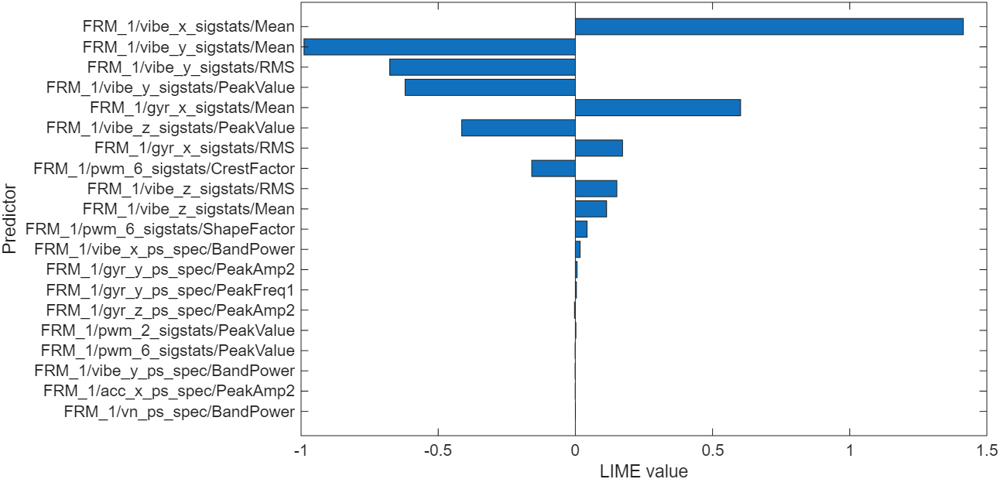 FRM_1/vibe_x_sigstats/Mean
FRM_1/vibe_y_sigstats/Mean
FRM_1/vibe_y_sigstats/RMS
FRM_1/vibe_y_sigstats/PeakValue
FRM_1/gyr_x_sigstats/Mean
FRM_1/vibe_z_sigstats/PeakValue
FRM_1/gyr_x_sigstats/RMS
FRM_1/pwm_6_sigstats/CrestFactor
FRM_1/vibe_z_sigstats/RMS
FRM_1/vibe_z_sigstats/Mean
FRM_1/pwm_6_sigstats/ShapeFactor
FRM_1/vibe_x_ps_spec/BandPower
FRM_1/gyr_y_ps_spec/PeakAmp2
FRM_1/gyr_y_ps_spec/PeakFreq1
FRM_1/gyr_z_ps_spec/PeakAmp2
FRM_1/pwm_2_sigstats/PeakValue
FRM_1/pwm_6_sigstats/PeakValue
FRM_1/vibe_y_ps_spec/BandPower
FRM_1/acc_x_ps_spec/PeakAmp2
FRM_1/vn_ps_spec/BandPower
Predictor
-1 -0.5 0 0.5 1 1.5
LIME value